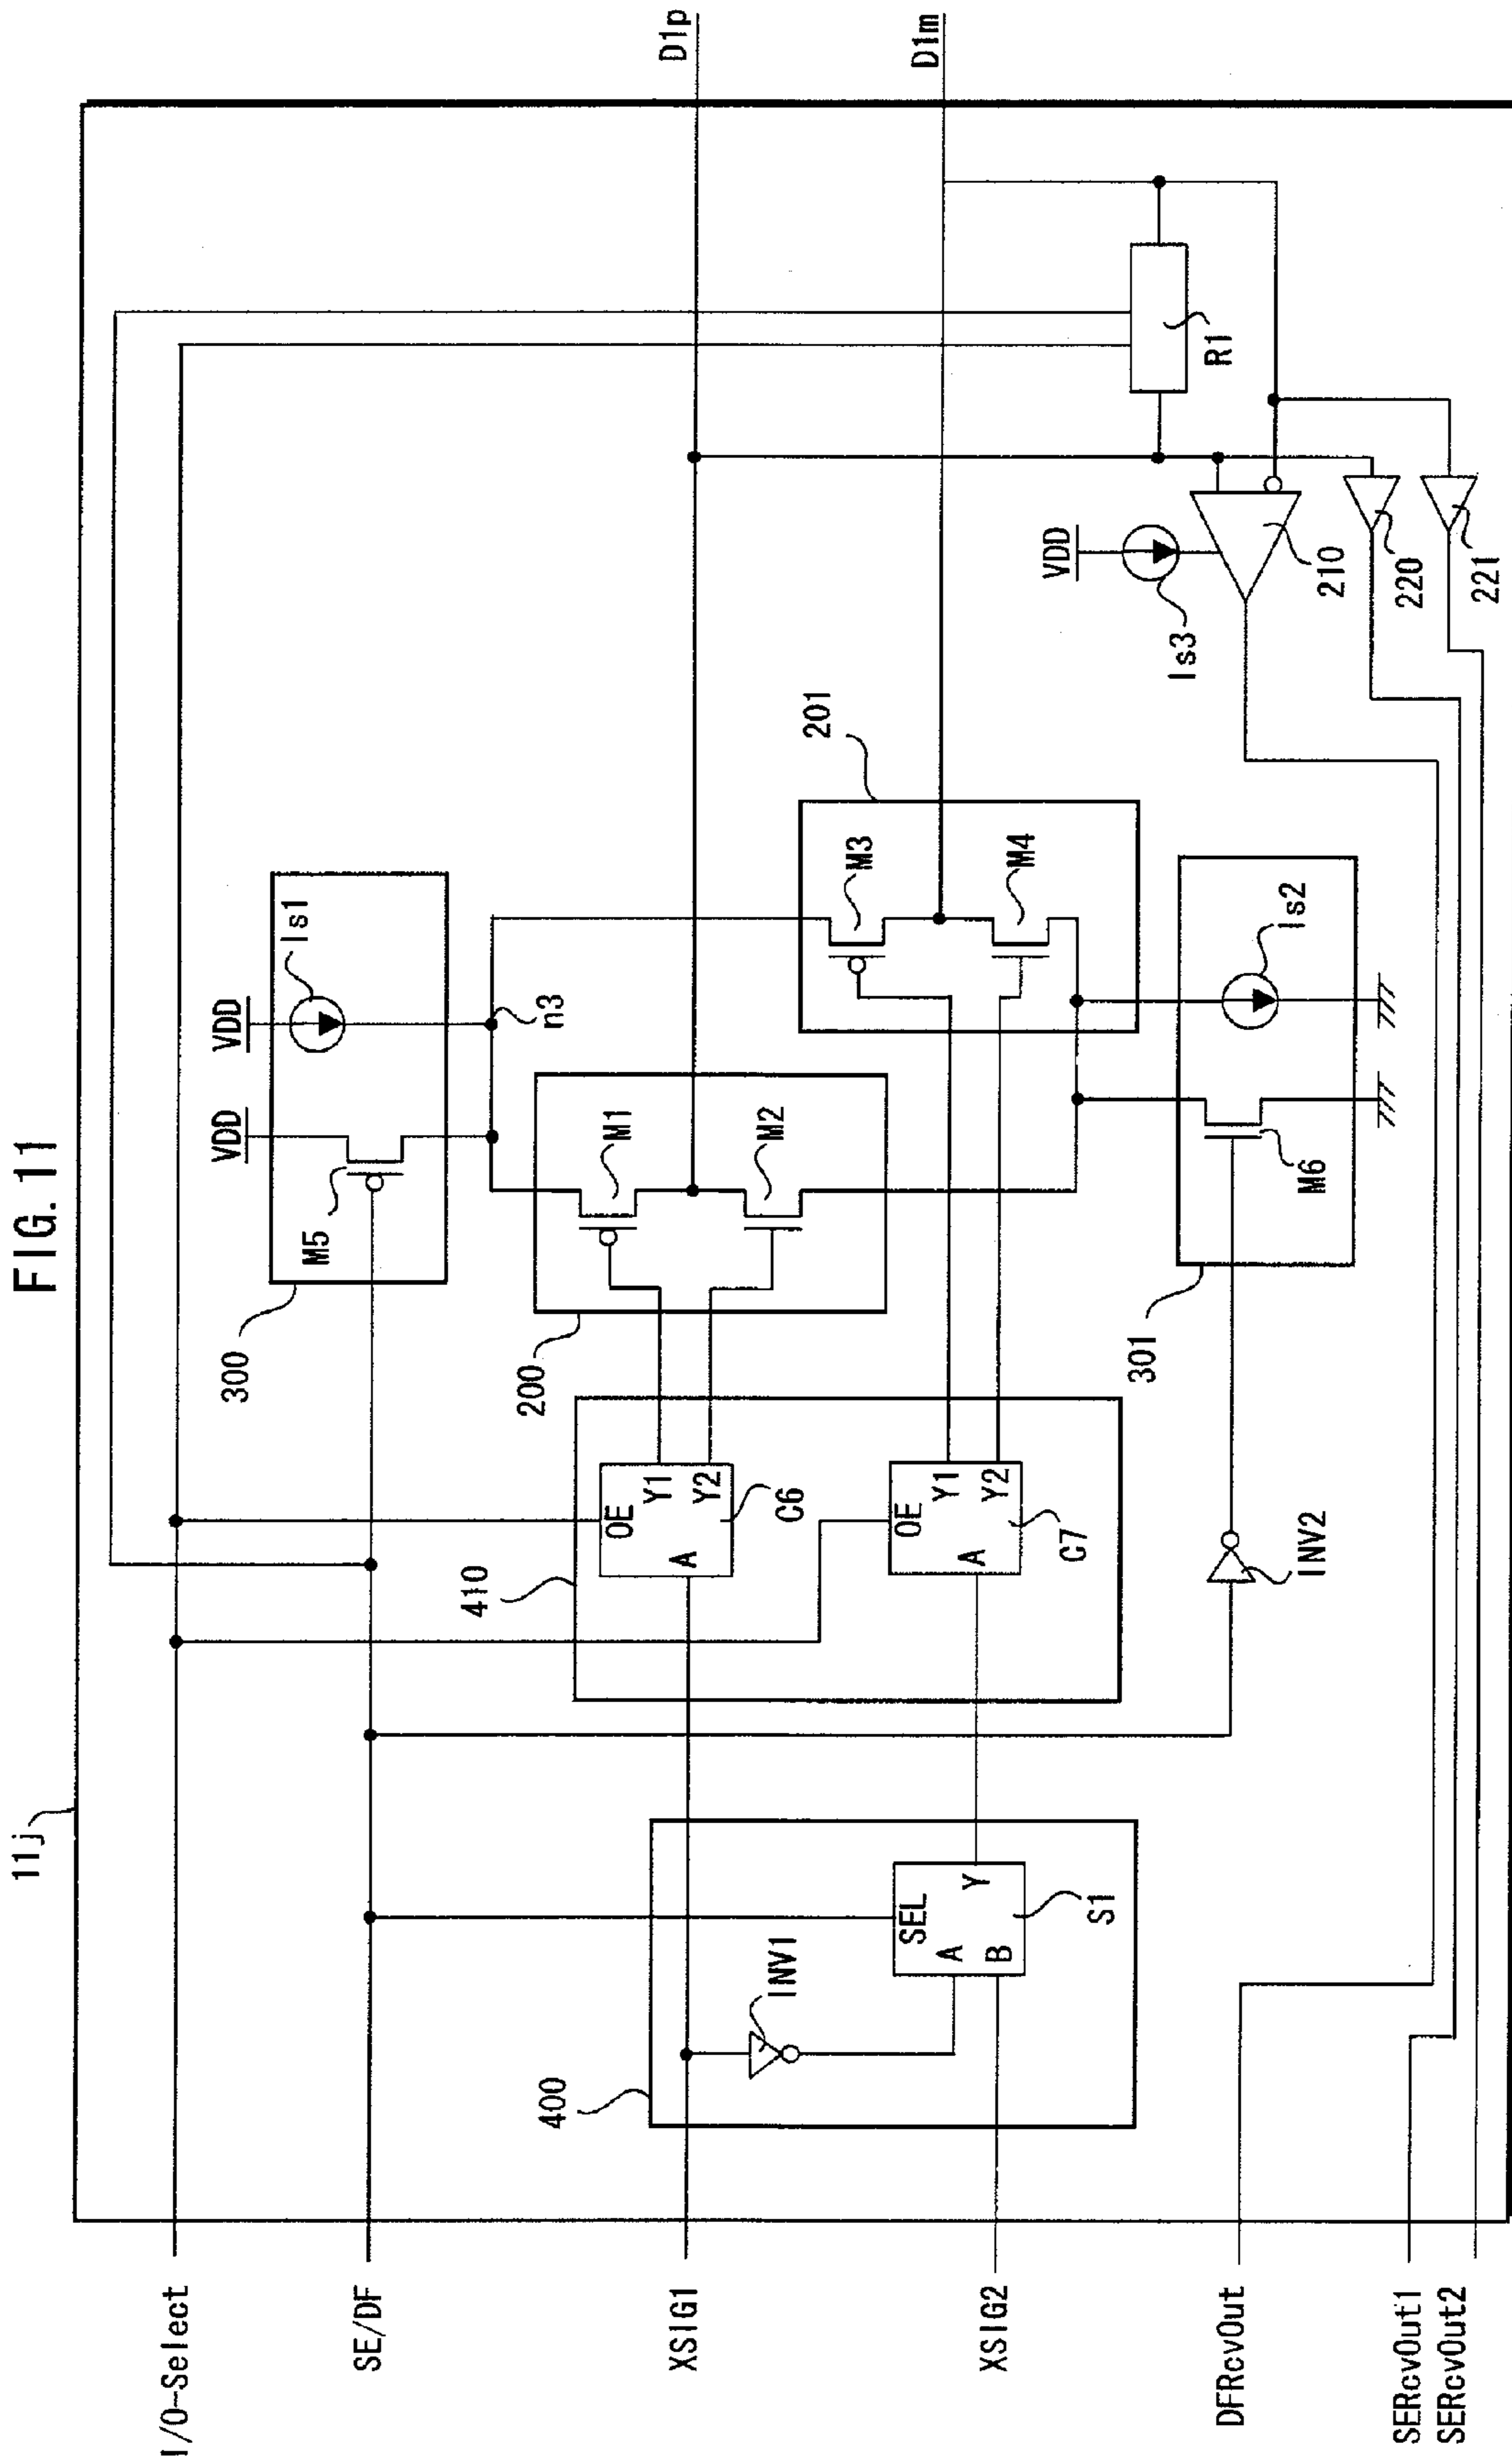 FIG. 11
11j
I/O-Select
SE/DF
XSIG1
XSIG2
DFRcvOut
SERcvOut1
SERcvOut2
400
INV1
SEL
A
B
Y
S1
410
OE
A
Y1
Y2
C6
OE
A
Y1
Y2
C7
INV2
300
VDD
VDD
M5
Is1
n3
200
M1
M2
201
M3
M4
301
M6
Is2
VDD
Is3
210
220
221
R1
D1p
D1m